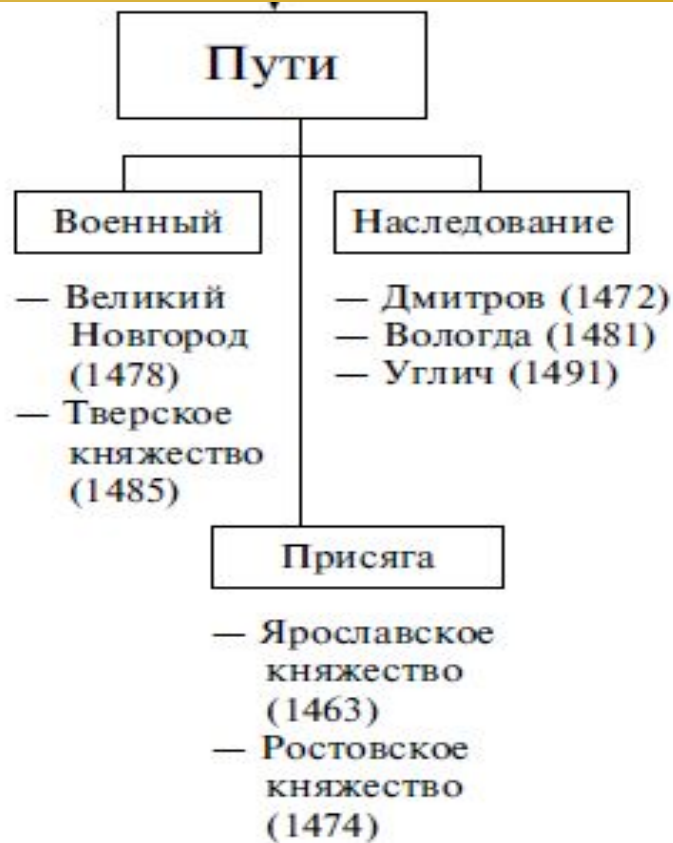 Пути
Военный
— Великий
Новгород
(1478)
— Тверское
княжество
(1485)
Наследование
— Дмитров (1472)
— Вологда (1481)
— Углич (1491)
Присяга
— Ярославское
княжество
(1463)
— Ростовское
княжество
(1474)